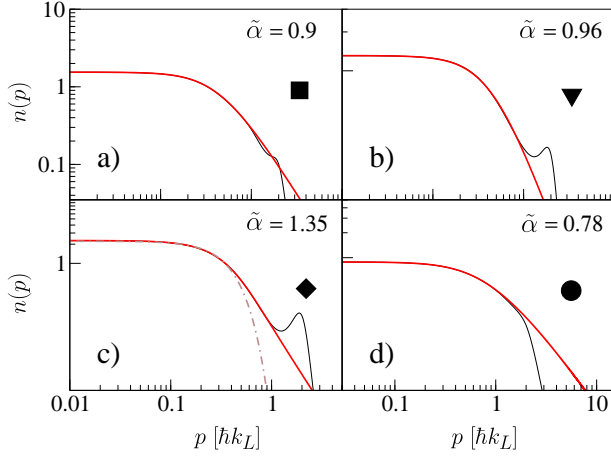 10
1
0.1
n(p)
α̃ = 0.9
a)
α̃ = 0.96
b)
1
n(p)
α̃ = 1.35
c)
α̃ = 0.78
d)
0.01 0.1 1
0.1 1 10
p [ħk_L]
p [ħk_L]